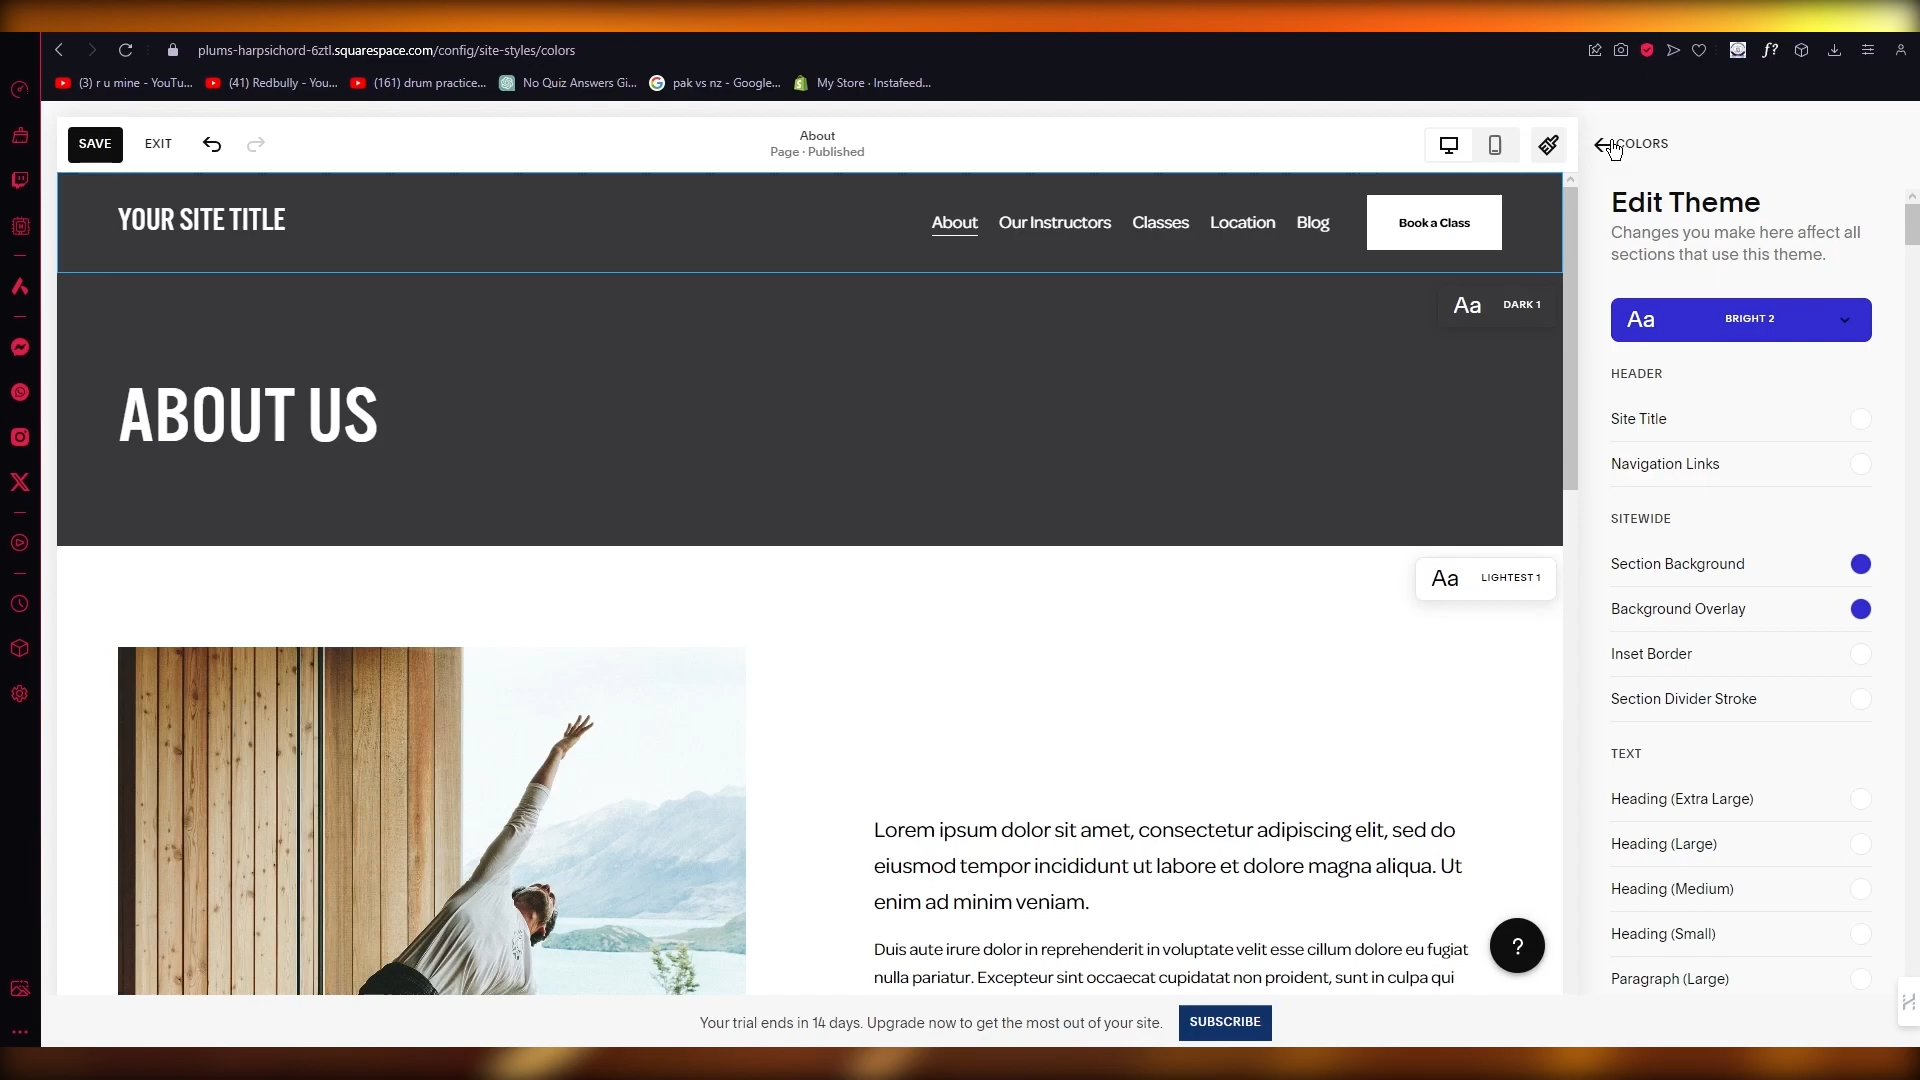 plums-harpsichord-6ztl.squarespace.com/config/site-styles/colors
(3) r u mine - YouTu...
(41) Redbully - You...
(161) drum practice...
No Quiz Answers Gi...
pak vs nz - Google...
My Store · Instafeed...
SAVE
EXIT
About
Page · Published
COLORS
YOUR SITE TITLE
About
Our Instructors
Classes
Location
Blog
Book a Class
Aa DARK 1
ABOUT US
Aa LIGHTEST 1
Lorem ipsum dolor sit amet, consectetur adipiscing elit, sed do
eiusmod tempor incididunt ut labore et dolore magna aliqua. Ut
enim ad minim veniam.
Duis aute irure dolor in reprehenderit in voluptate velit esse cillum dolore eu fugiat
nulla pariatur. Excepteur sint occaecat cupidatat non proident, sunt in culpa qui
?
Edit Theme
Changes you make here affect all
sections that use this theme.
Aa BRIGHT 2
HEADER
Site Title
Navigation Links
SITEWIDE
Section Background
Background Overlay
Inset Border
Section Divider Stroke
TEXT
Heading (Extra Large)
Heading (Large)
Heading (Medium)
Heading (Small)
Paragraph (Large)
Your trial ends in 14 days. Upgrade now to get the most out of your site.
SUBSCRIBE